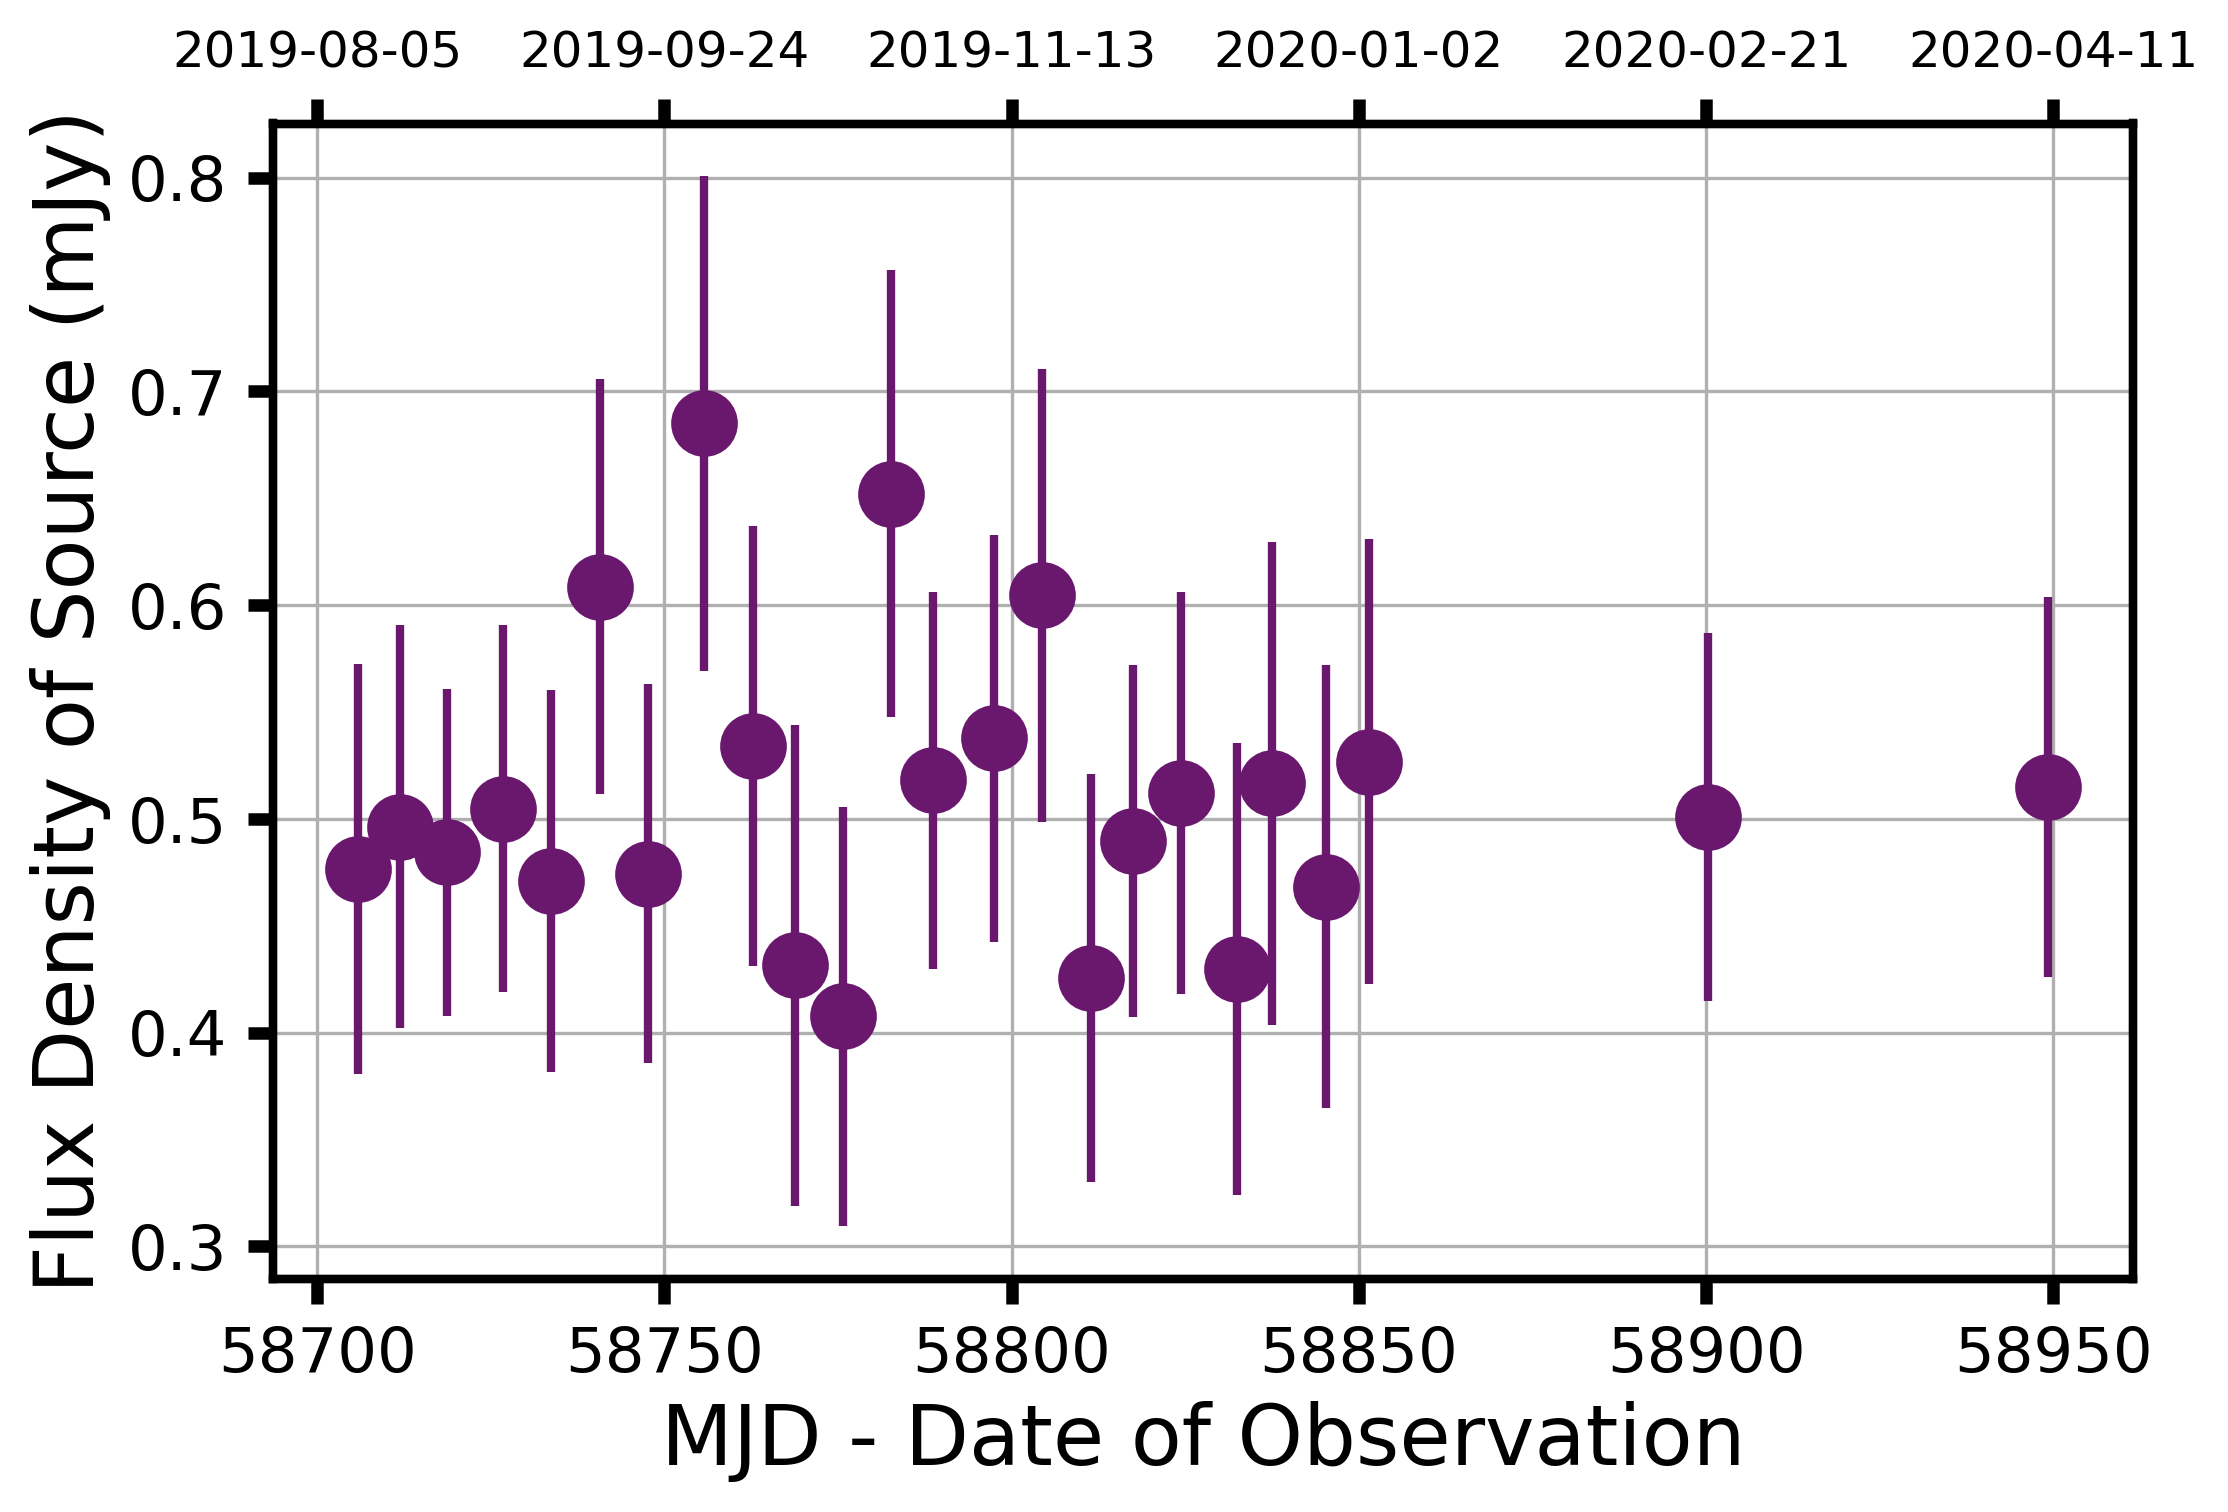 2019-08-05 2019-09-24 2019-11-13 2020-01-02 2020-02-21 2020-04-11
Flux Density of Source (mJy)
0.8
0.7
0.6
0.5
0.4
0.3
58700 58750 58800 58850 58900 58950
MJD - Date of Observation